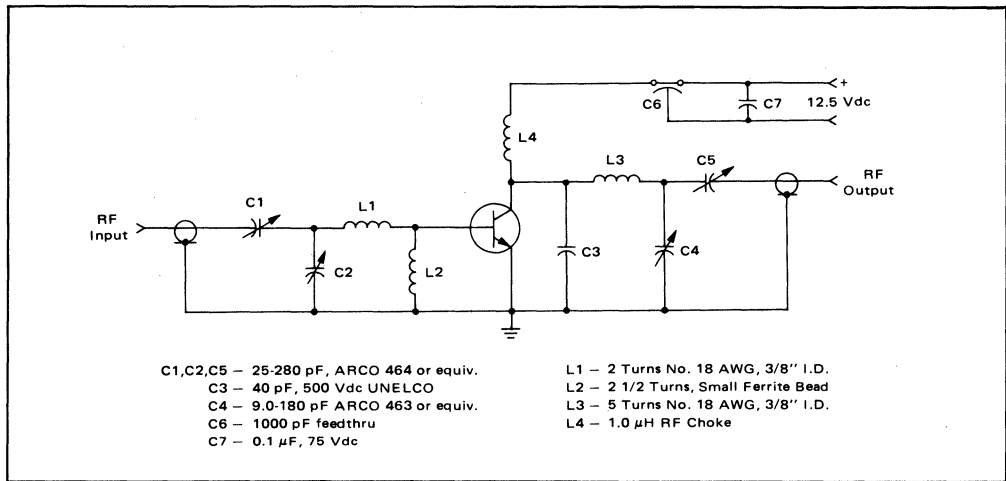 +
C6
C7
12.5 Vdc
L4
L3
C5
RF
Output
C1
L1
RF
Input
C2
L2
C3
C4
C1,C2,C5 – 25-280 pF, ARCO 464 or equiv.
C3 – 40 pF, 500 Vdc UNELCO
C4 – 9.0-180 pF ARCO 463 or equiv.
C6 – 1000 pF feedthru
C7 – 0.1 μF, 75 Vdc
L1 – 2 Turns No. 18 AWG, 3/8" I.D.
L2 – 2 1/2 Turns, Small Ferrite Bead
L3 – 5 Turns No. 18 AWG, 3/8" I.D.
L4 – 1.0 μH RF Choke